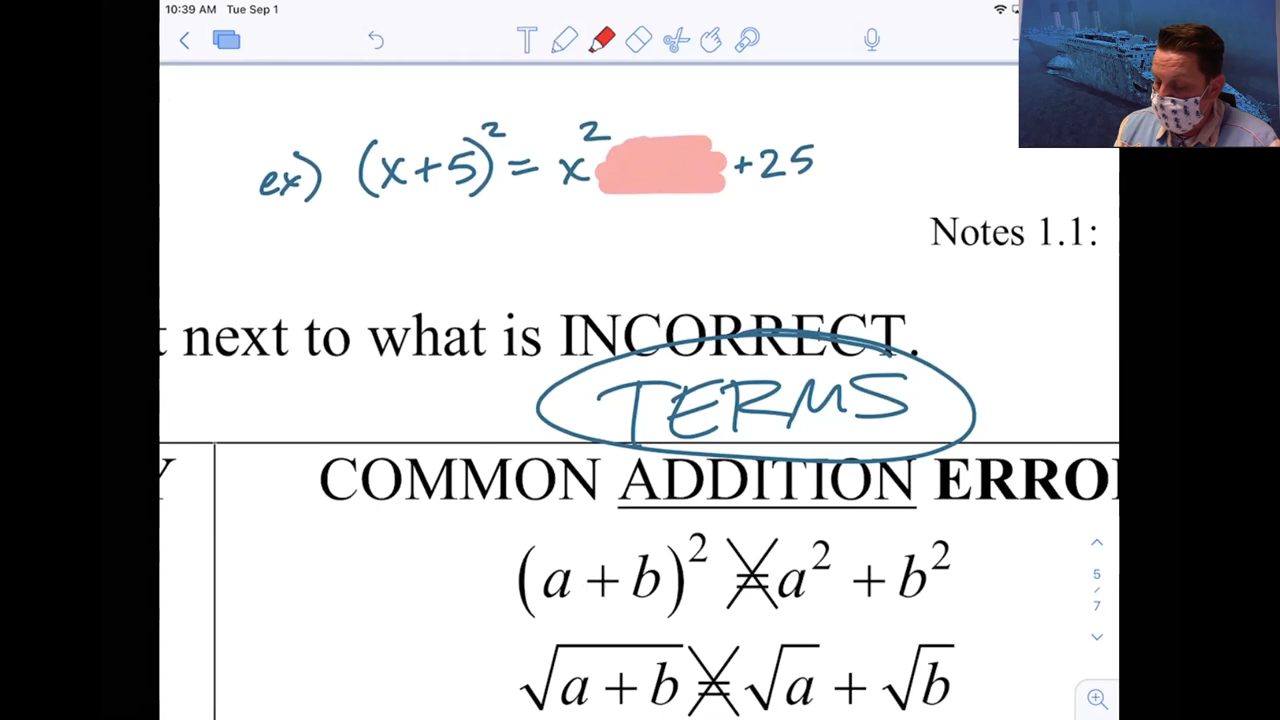 10:39 AM Tue Sep 1
ex) (x+5)² = x² +25
Notes 1.1:
t next to what is INCORRECT.
TERMS
Y
COMMON ADDITION ERRO
(a + b)² = a² + b²
√(a + b) = √a + √b
5
/
7